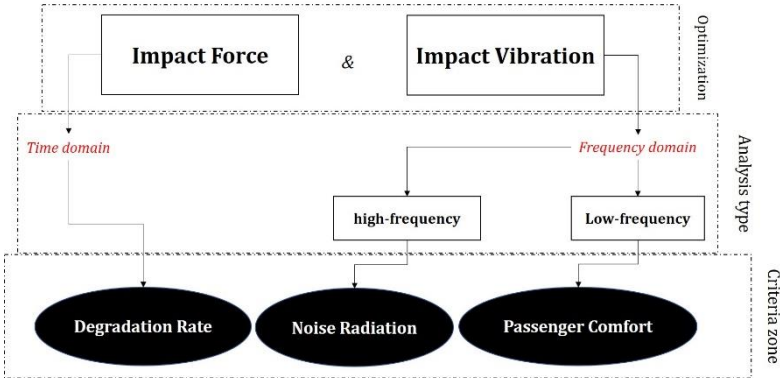 Impact Force
&
Impact Vibration
Optimization
Time domain
Frequency domain
high-frequency
Low-frequency
Analysis type
Degradation Rate
Noise Radiation
Passenger Comfort
Criteria zone